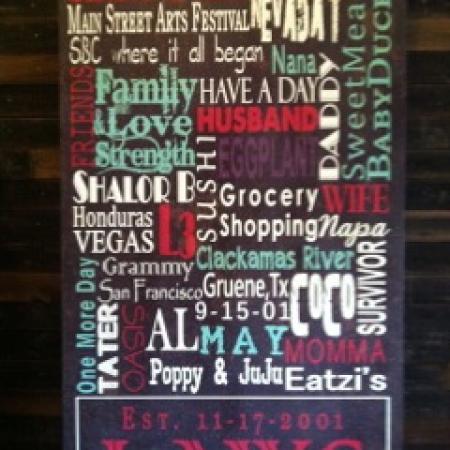 Main Street Arts Festival
NEVADA
S&C where it all began
Nana
SweetMea
BabyDuck
FRIENDS
Family
& Love
Strength
HAVE A DAY
HUSBAND
EGGPLANT
DADDY
SHALOR B
SUSHI
Grocery
Shopping
WIFE
Honduras
VEGAS
L3
Napa
Grammy
San Francisco
Clackamas River
Gruene,Tx
9-15-01
COCO
SURVIVOR
One More Day
TATER
SISVO
AL
MAY
MOMMA
Poppy & JuJu
Eatzi's
Est. 11-17-2001